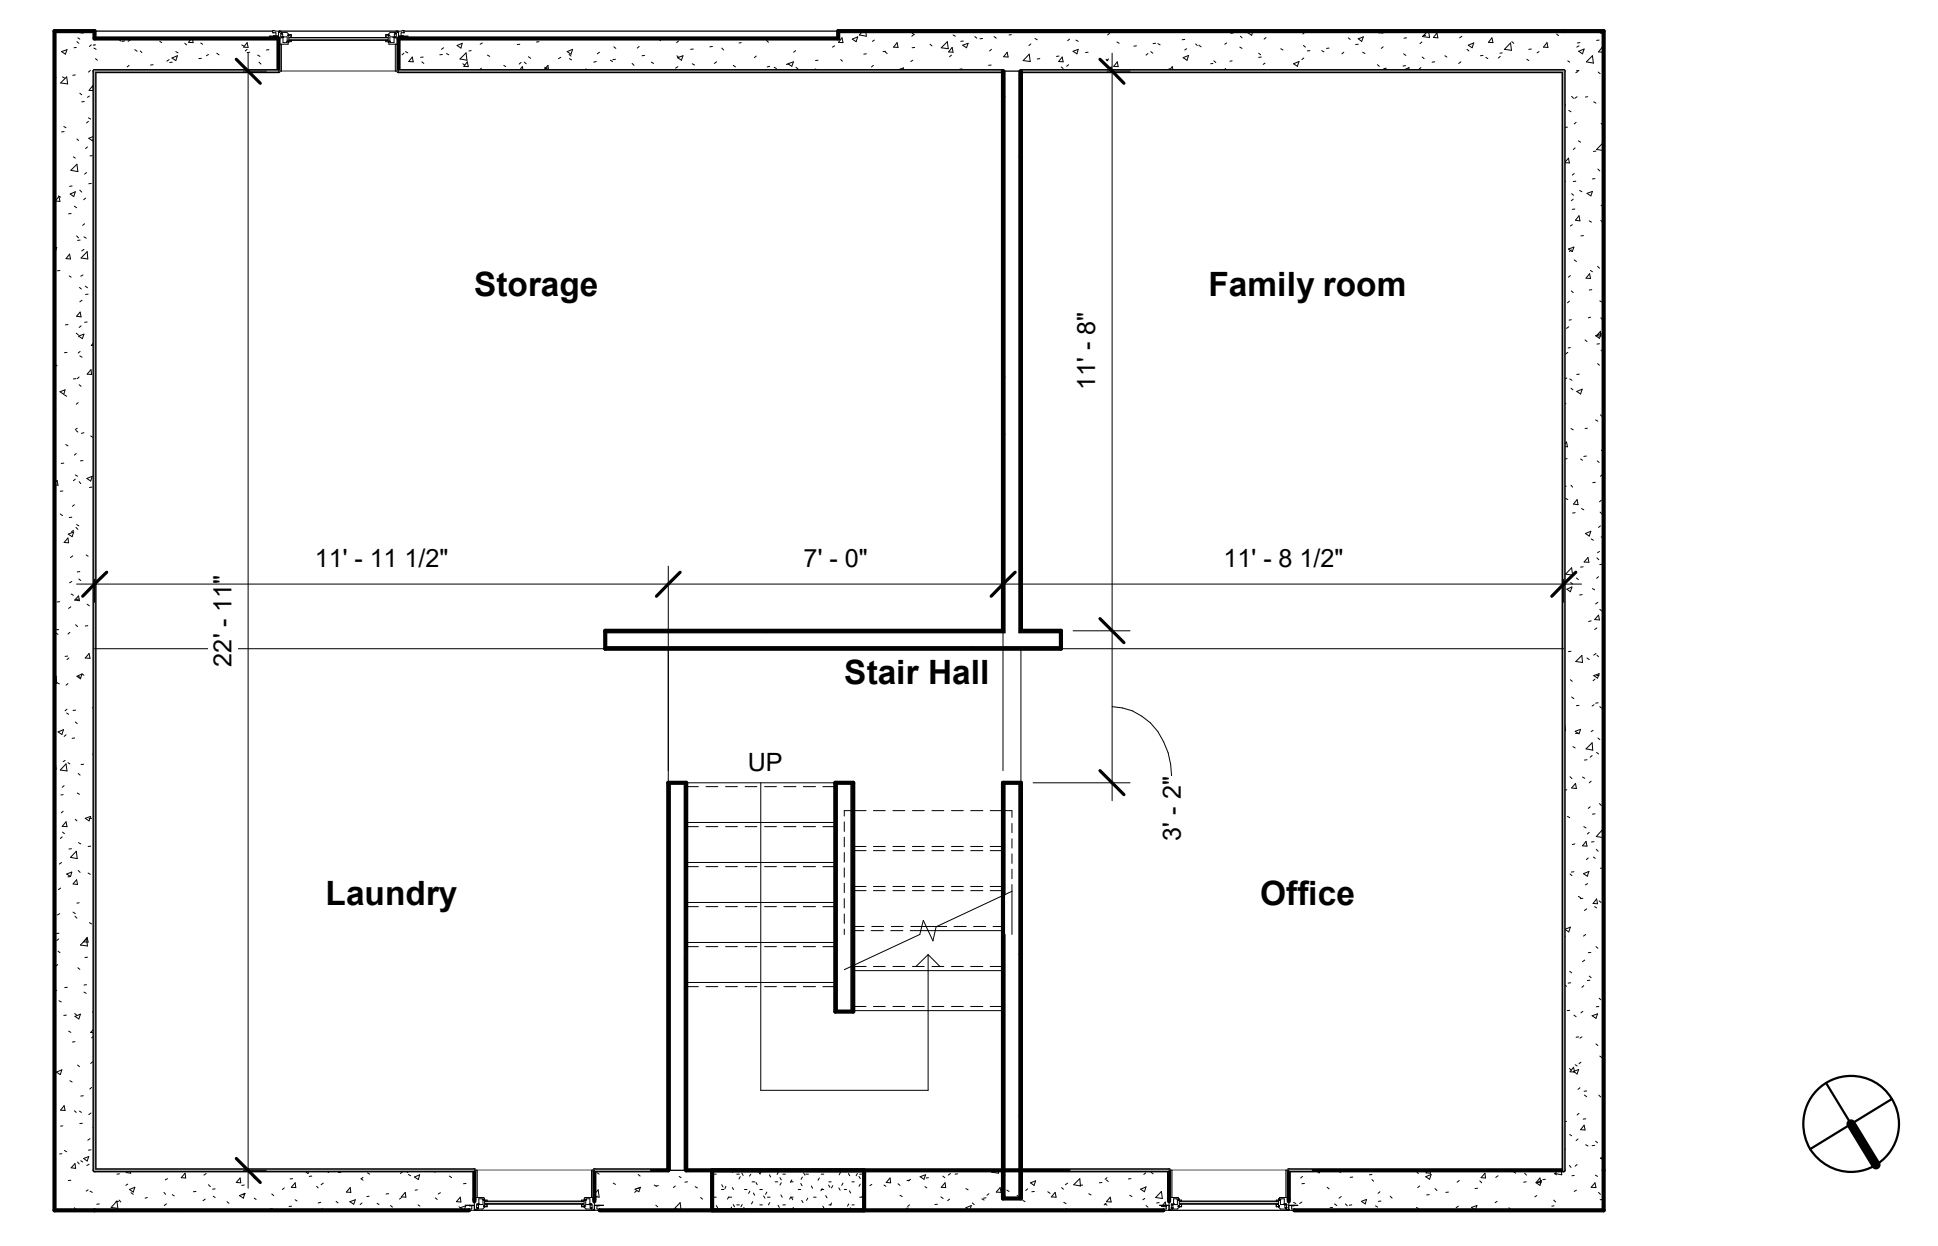 Storage
Family room
11' - 8"
11' - 11 1/2"
7' - 0"
11' - 8 1/2"
22' - 11"
Stair Hall
UP
3' - 2"
Laundry
Office